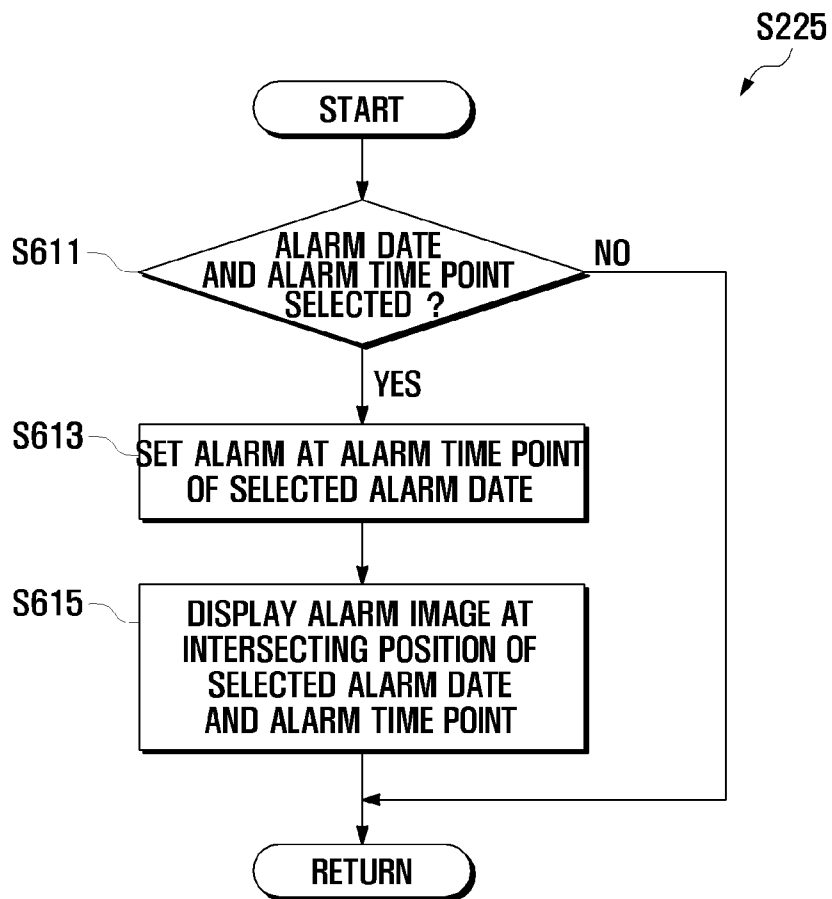 S225
START
S611
ALARM DATE
AND ALARM TIME POINT
SELECTED ?
NO
YES
S613
SET ALARM AT ALARM TIME POINT
OF SELECTED ALARM DATE
S615
DISPLAY ALARM IMAGE AT
INTERSECTING POSITION OF
SELECTED ALARM DATE
AND ALARM TIME POINT
RETURN